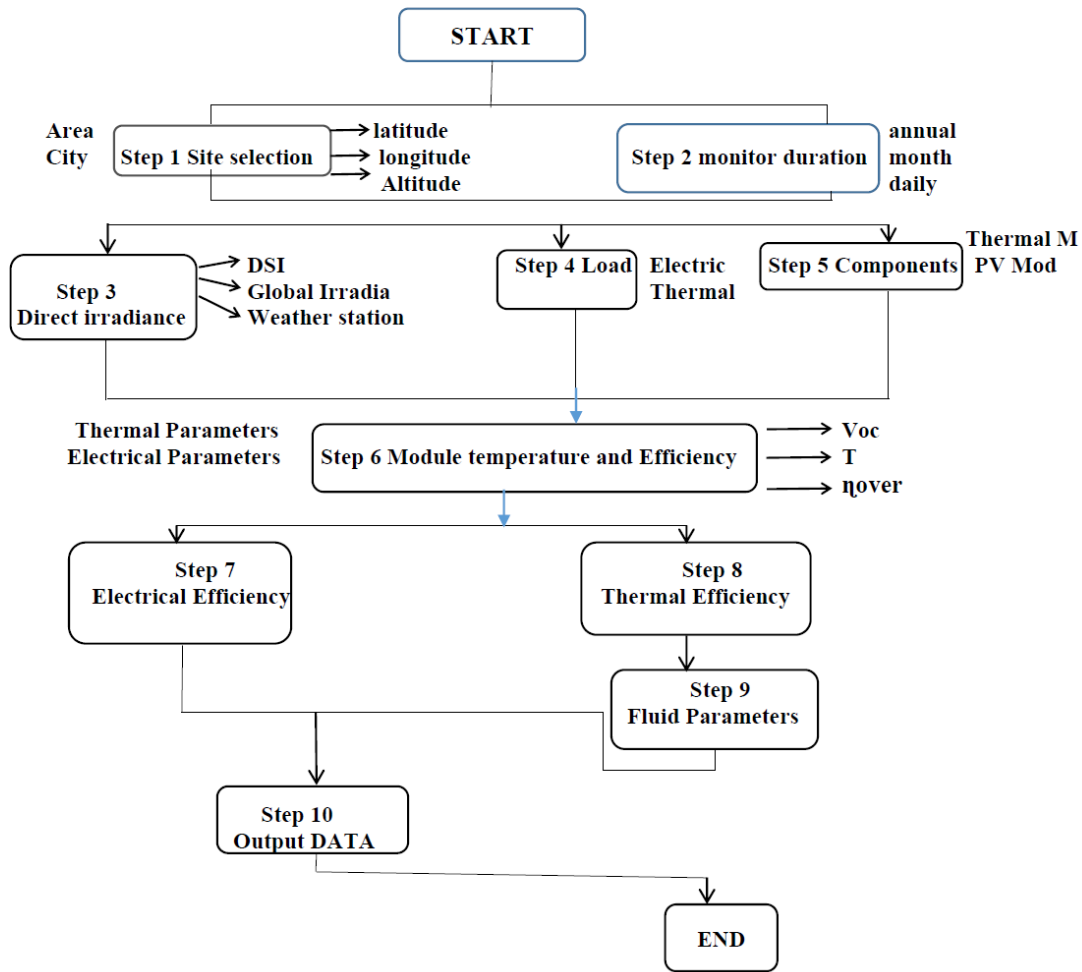 START
Area
City
Step 1 Site selection
latitude
longitude
Altitude
Step 2 monitor duration
annual
month
daily
Step 3
Direct irradiance
DSI
Global Irradia
Weather station
Step 4 Load
Electric
Thermal
Step 5 Components
Thermal M
PV Mod
Thermal Parameters
Electrical Parameters
Step 6 Module temperature and Efficiency
Voc
T
ηover
Step 7
Electrical Efficiency
Step 8
Thermal Efficiency
Step 9
Fluid Parameters
Step 10
Output DATA
END